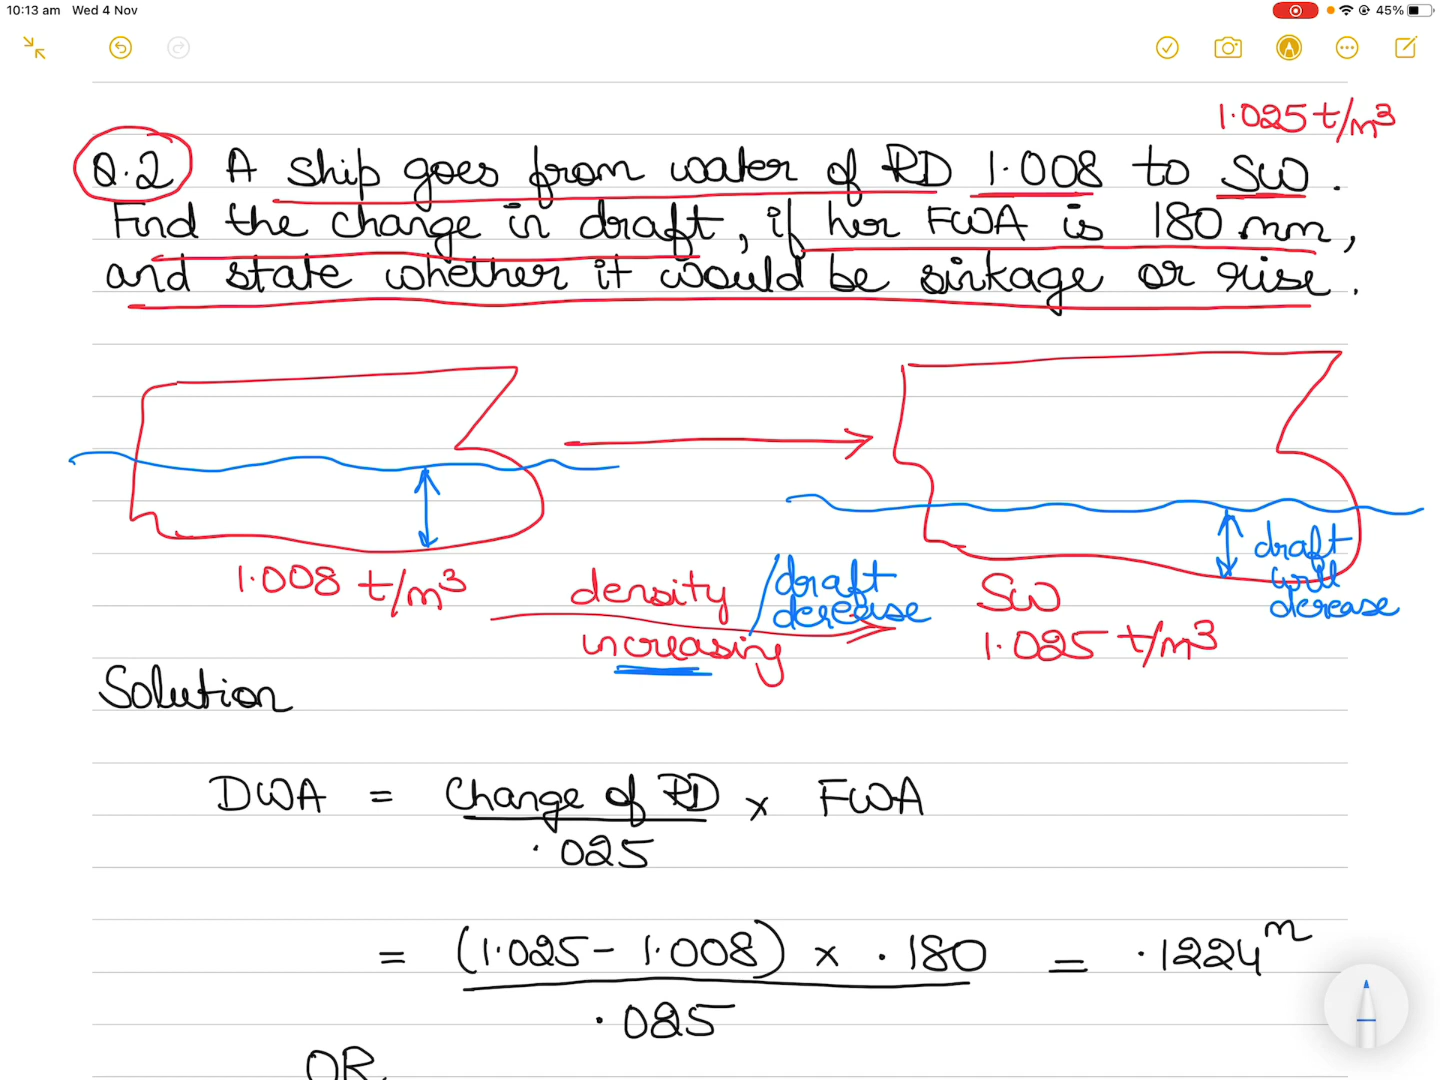 10:13 am Wed 4 Nov
45%
1.025 t/m³
Q.2 A ship goes from water of RD 1.008 to SW.
Find the change in draft, if her FWA is 180 mm,
and state whether it would be sinkage or rise.
1.008 t/m³
density
increasing
/draft
decrease
SW
1.025 t/m³
draft
will
decrease
Solution
DWA = Change of RD x FWA
.025
= (1.025 - 1.008) x .180 = .1224 m
.025
OR